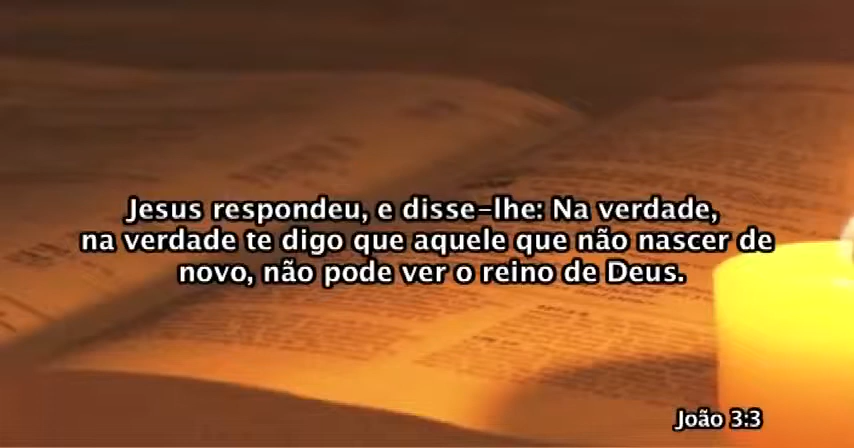 Jesus respondeu, e disse-lhe: Na verdade,
na verdade te digo que aquele que não nascer de
novo, não pode ver o reino de Deus.
João 3:3